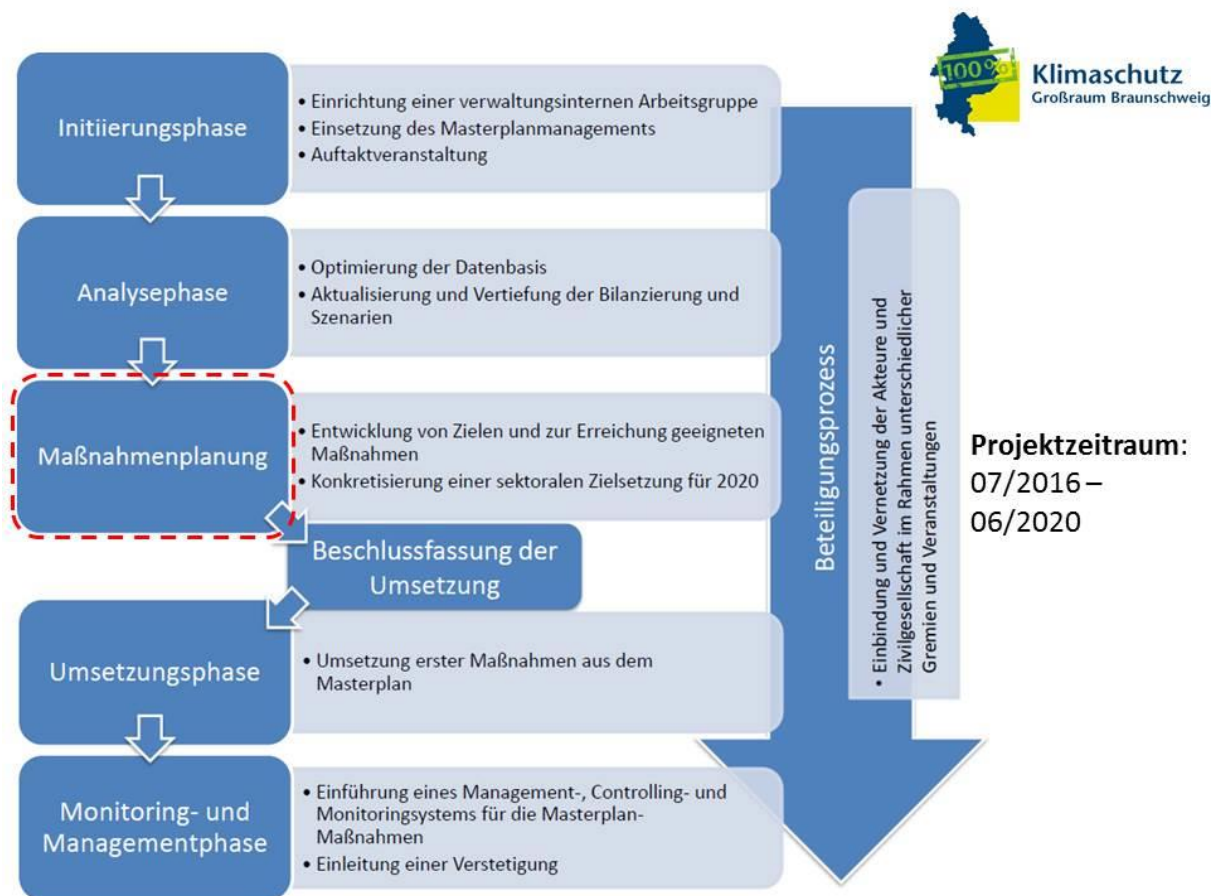 100%
Klimaschutz
Großraum Braunschweig
Initiierungsphase
• Einrichtung einer verwaltungsinternen Arbeitsgruppe
• Einsetzung des Masterplanmanagements
• Auftaktveranstaltung
Analysephase
• Optimierung der Datenbasis
• Aktualisierung und Vertiefung der Bilanzierung und
Szenarien
Maßnahmenplanung
• Entwicklung von Zielen und zur Erreichung geeigneten
Maßnahmen
• Konkretisierung einer sektoralen Zielsetzung für 2020
Beschlussfassung der
Umsetzung
Umsetzungsphase
• Umsetzung erster Maßnahmen aus dem
Masterplan
Monitoring- und
Managementphase
• Einführung eines Management-, Controlling- und
Monitoringsystems für die Masterplan-
Maßnahmen
• Einleitung einer Verstetigung
Beteiligungsprozess
• Einbindung und Vernetzung der Akteure und
Zivilgesellschaft im Rahmen unterschiedlicher
Gremien und Veranstaltungen
Projektzeitraum:
07/2016 –
06/2020